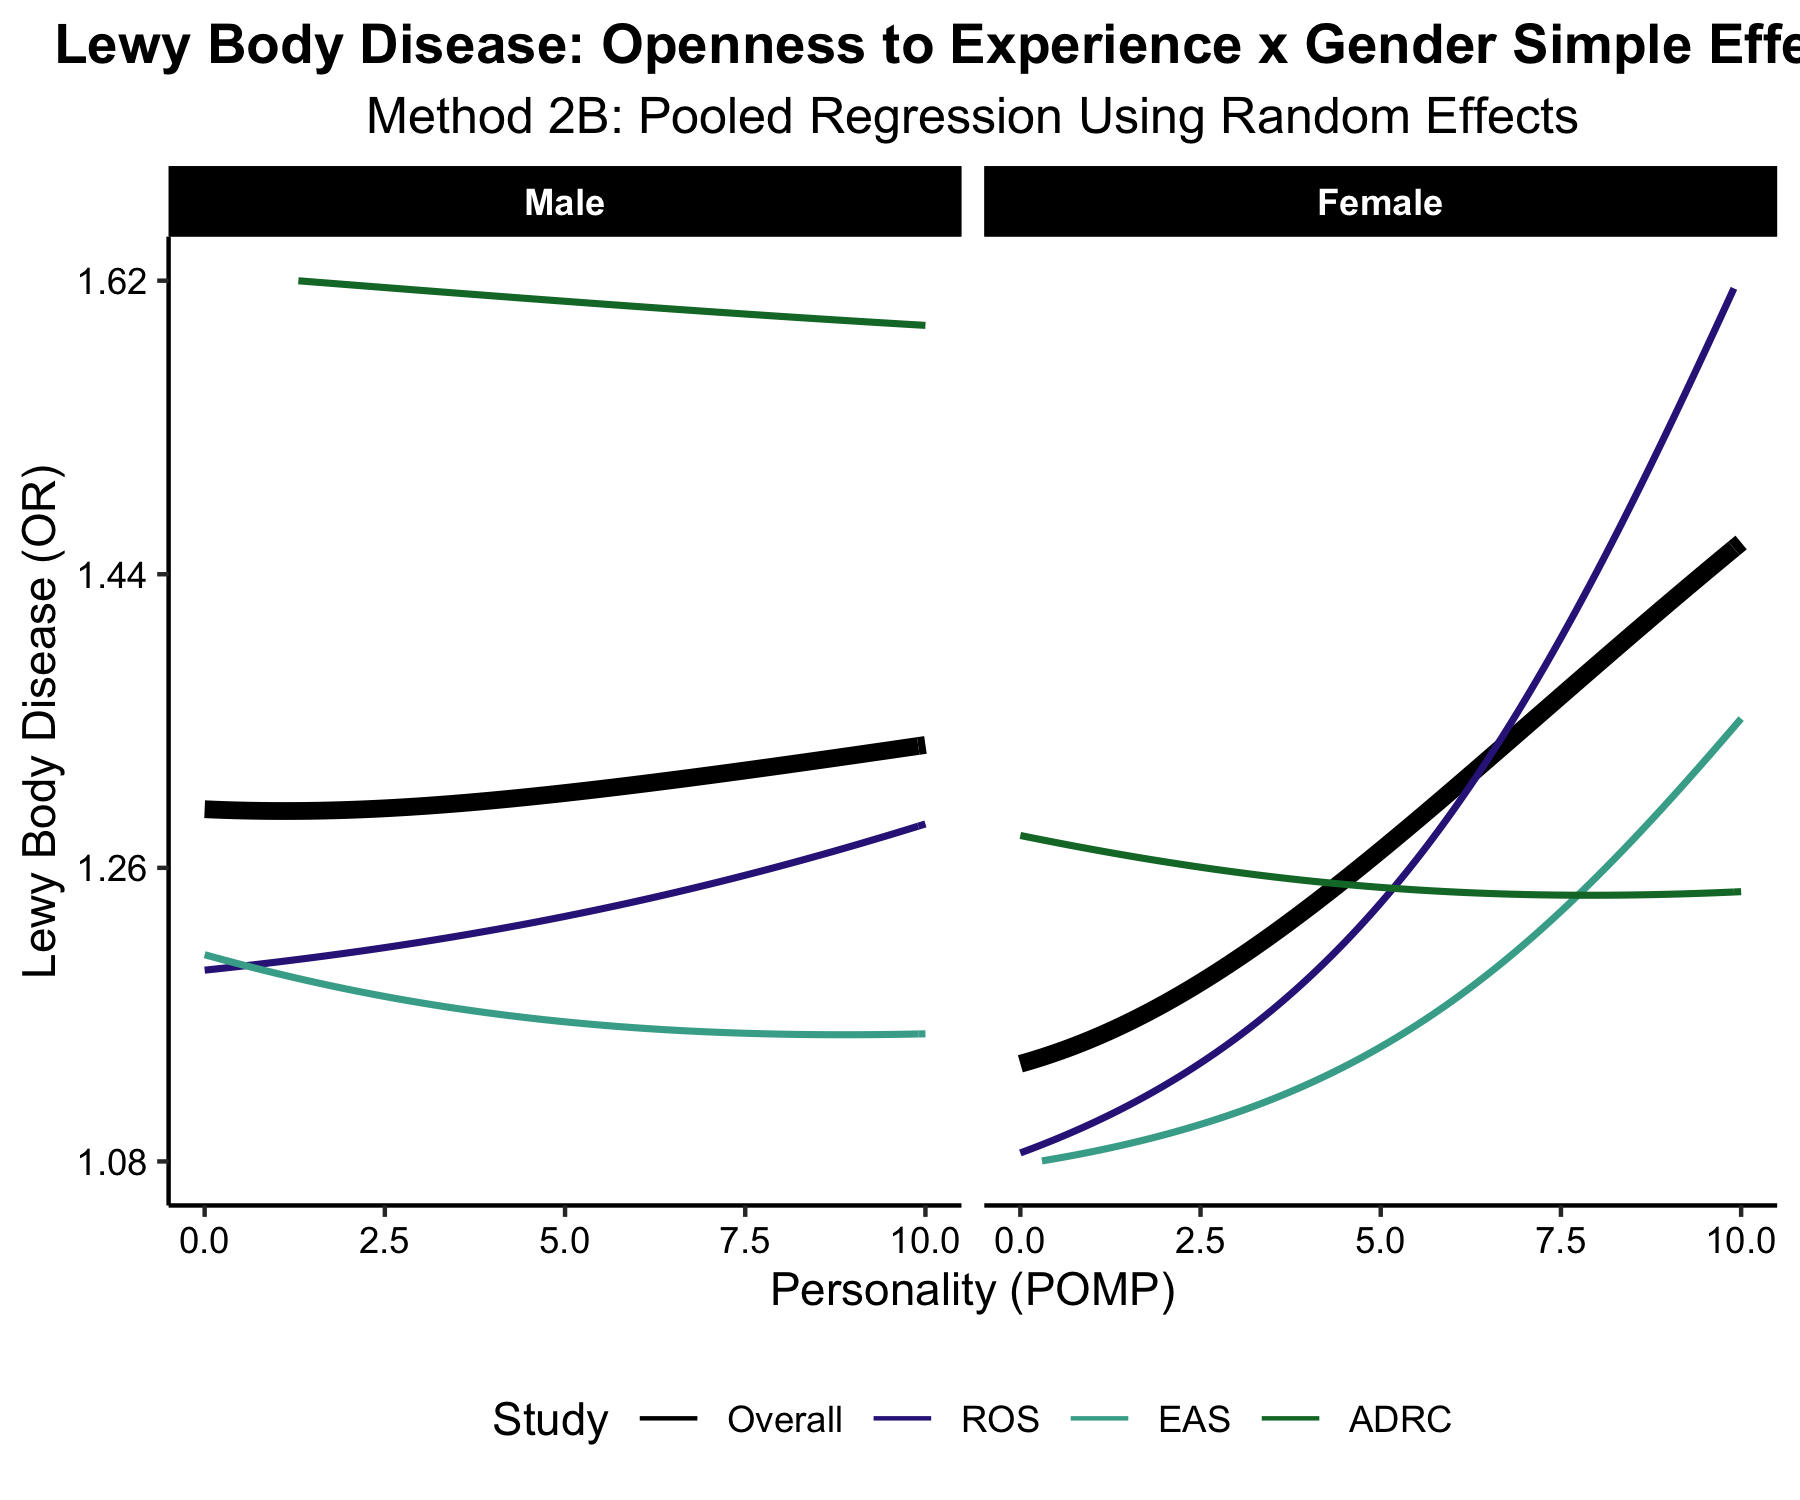 Lewy Body Disease: Openness to Experience x Gender Simple Effe
Method 2B: Pooled Regression Using Random Effects
Male
Female
Lewy Body Disease (OR)
1.62
1.44
1.26
1.08
0.0 2.5 5.0 7.5 10.0
0.0 2.5 5.0 7.5 10.0
Personality (POMP)
Study Overall ROS EAS ADRC